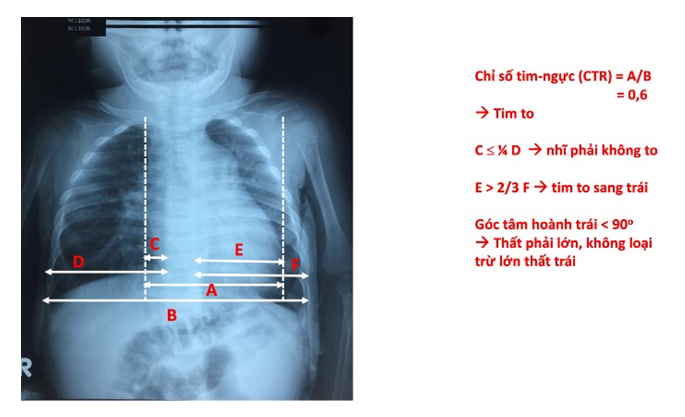 Chỉ số tim-ngực (CTR) = A/B
= 0,6
→ Tim to
C ≤ ¼ D → nhĩ phải không to
E > 2/3 F → tim to sang trái
Góc tâm hoành trái < 90º
→ Thất phải lớn, không loại
trừ lớn thất trái
C
E
D
F
A
B
R